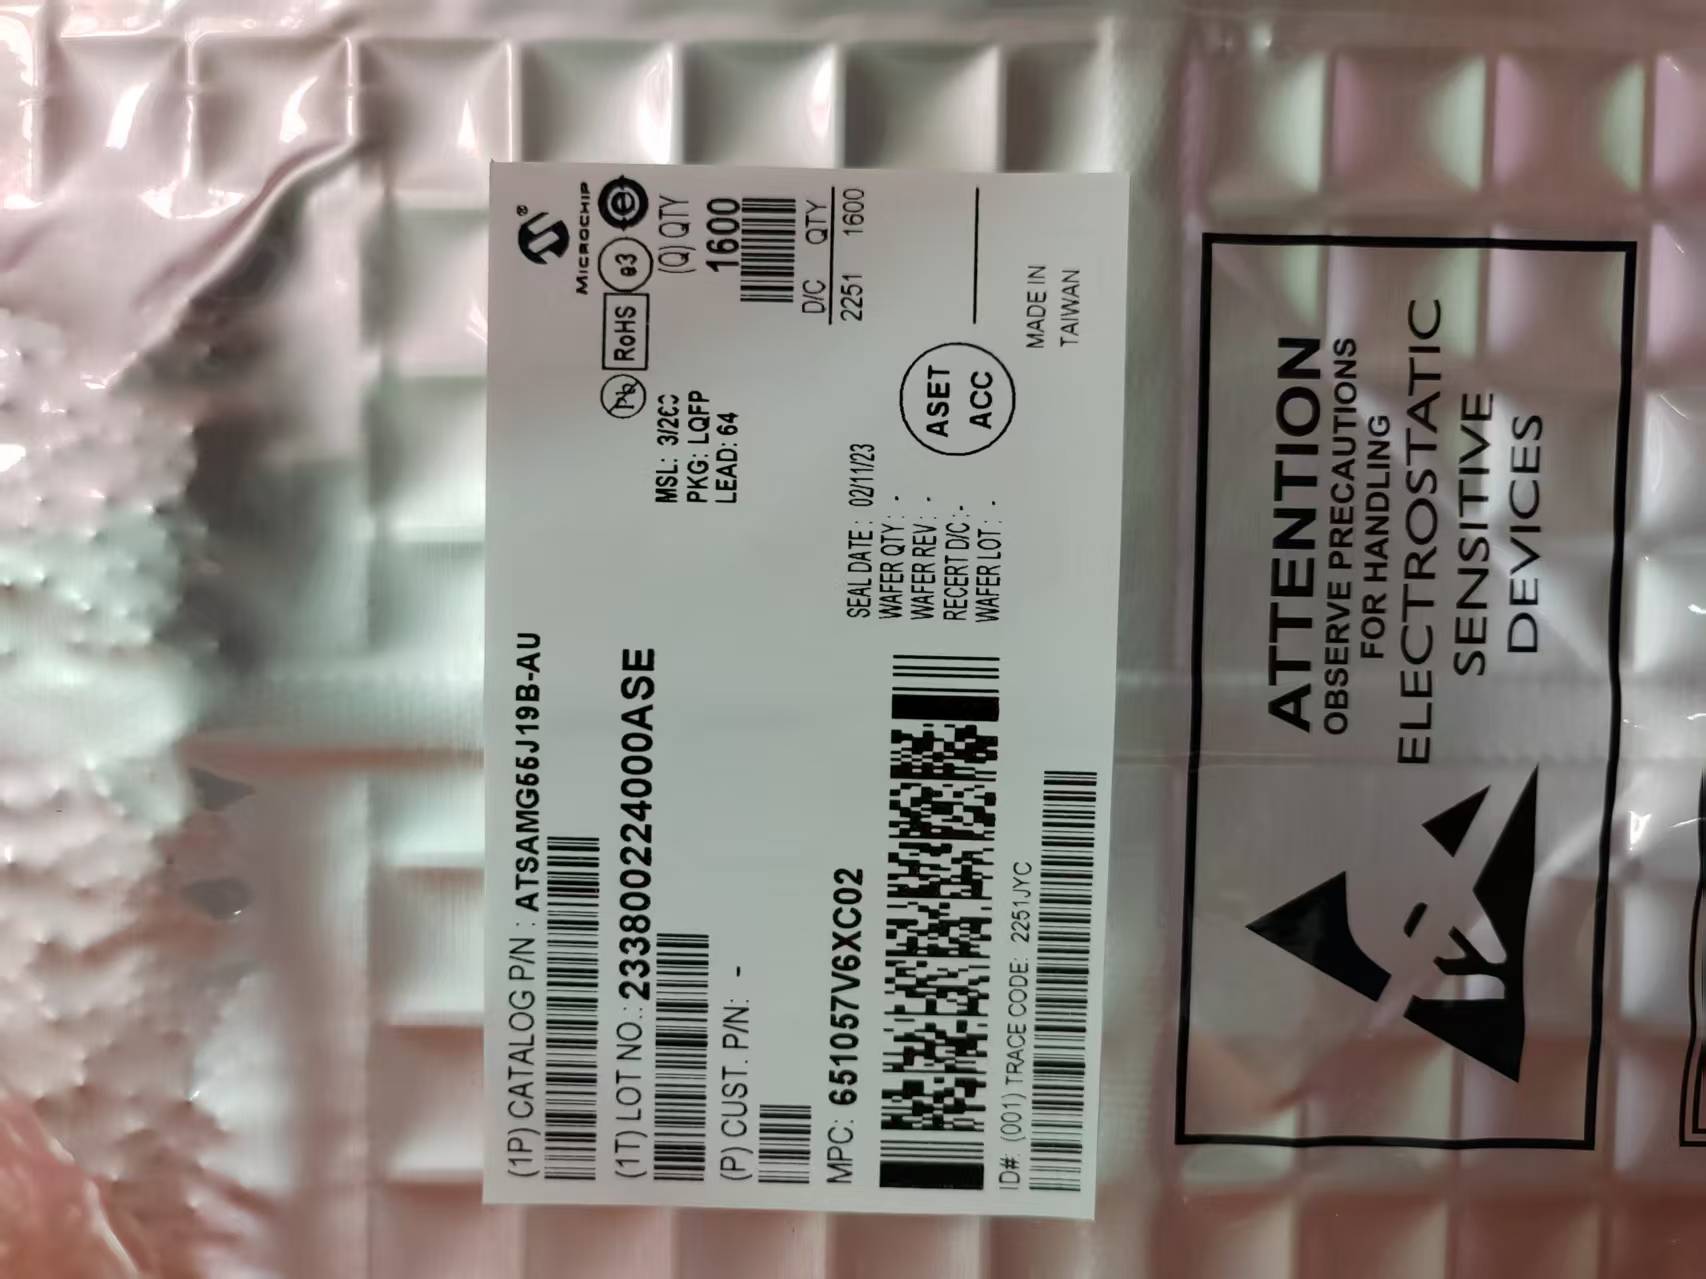 (1P) CATALOG P/N : ATSAMG55J19B-AU
(1T) LOT NO.: 233800224000ASE
(P) CUST. P/N: -
MPC: 651057V6XC02
ID#: (001) TRACE CODE: 2251JYC
MICROCHIP
Pb
RoHS
e3
e
MSL: 3/260
PKG: LQFP
LEAD: 64
(Q) QTY
1600
D/C QTY
2251 1600
SEAL DATE: 02/11/23
WAFER QTY: -
WAFER REV: -
RECERT D/C:-
WAFER LOT: -
ASET
ACC
MADE IN
TAIWAN
ATTENTION
OBSERVE PRECAUTIONS
FOR HANDLING
ELECTROSTATIC
SENSITIVE
DEVICES